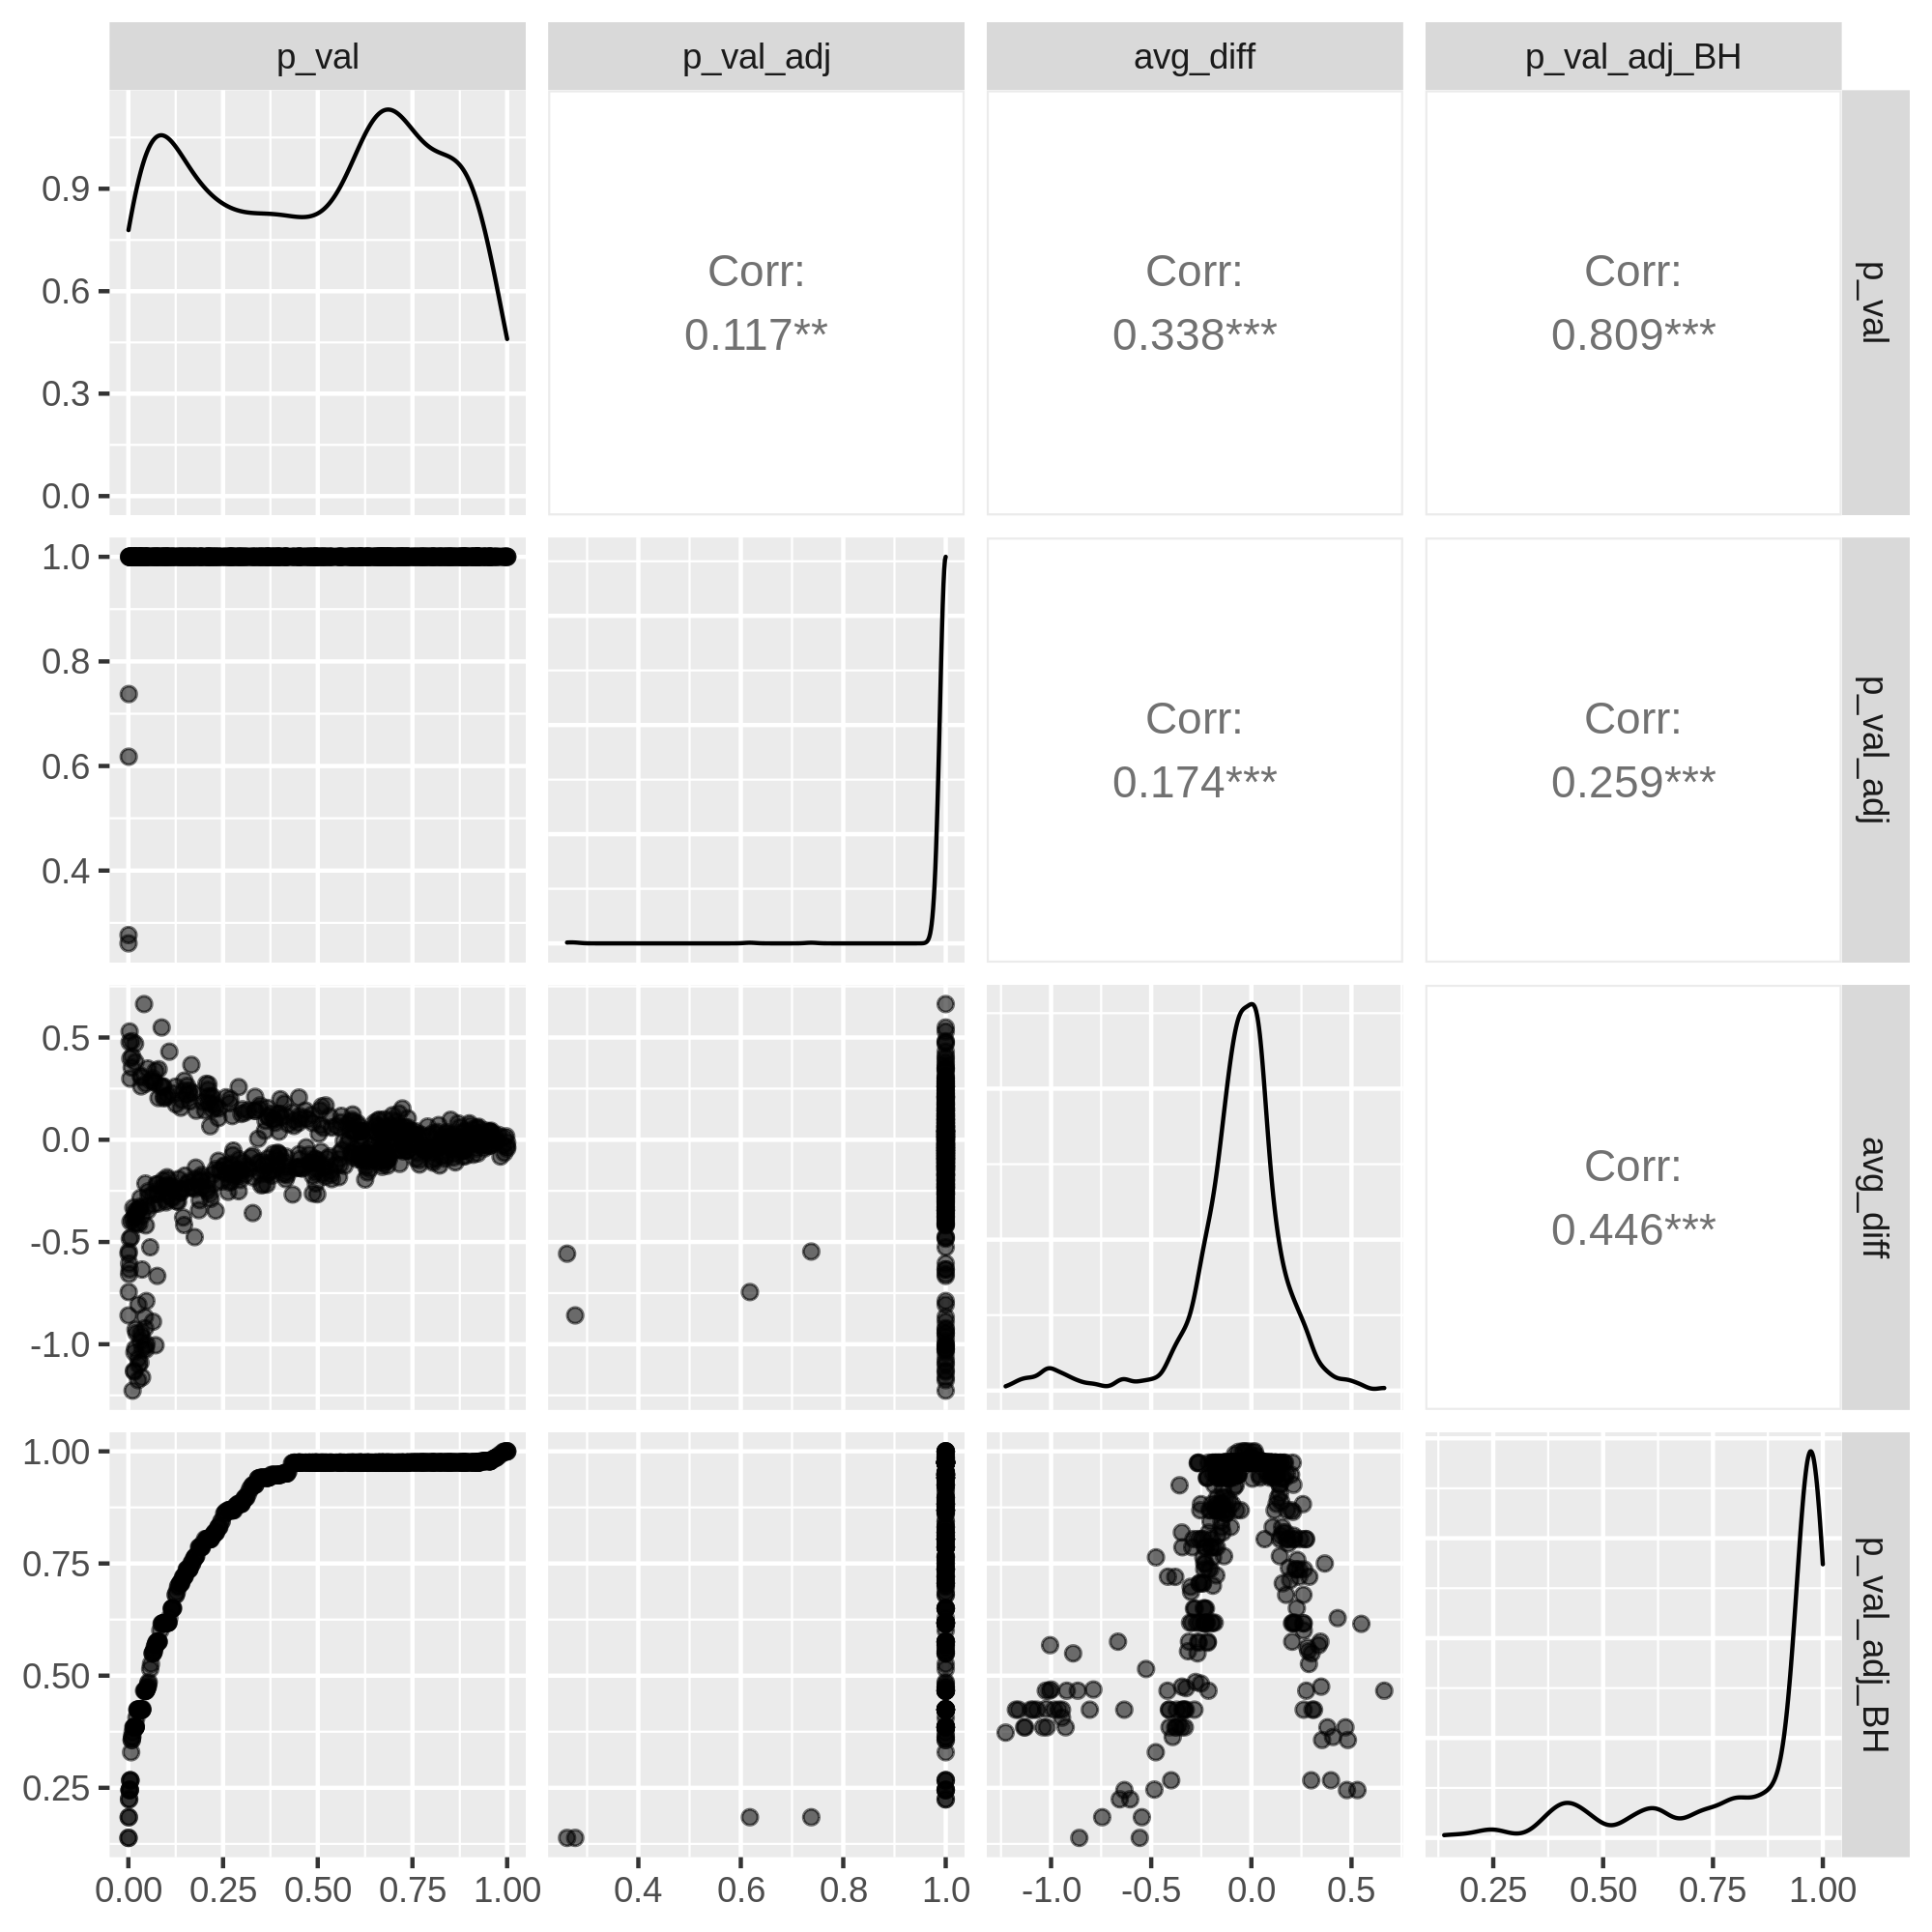 p_val p_val_adj avg_diff p_val_adj_BH
0.9
0.6
0.3
0.0
Corr:
0.117**
Corr:
0.338***
Corr:
0.809***
p_val
1.0
0.8
0.6
0.4
Corr:
0.174***
Corr:
0.259***
p_val_adj
0.5
0.0
-0.5
-1.0
Corr:
0.446***
avg_diff
1.00
0.75
0.50
0.25
p_val_adj_BH
0.00 0.25 0.50 0.75 1.00
0.4 0.6 0.8 1.0
-1.0 -0.5 0.0 0.5
0.25 0.50 0.75 1.00